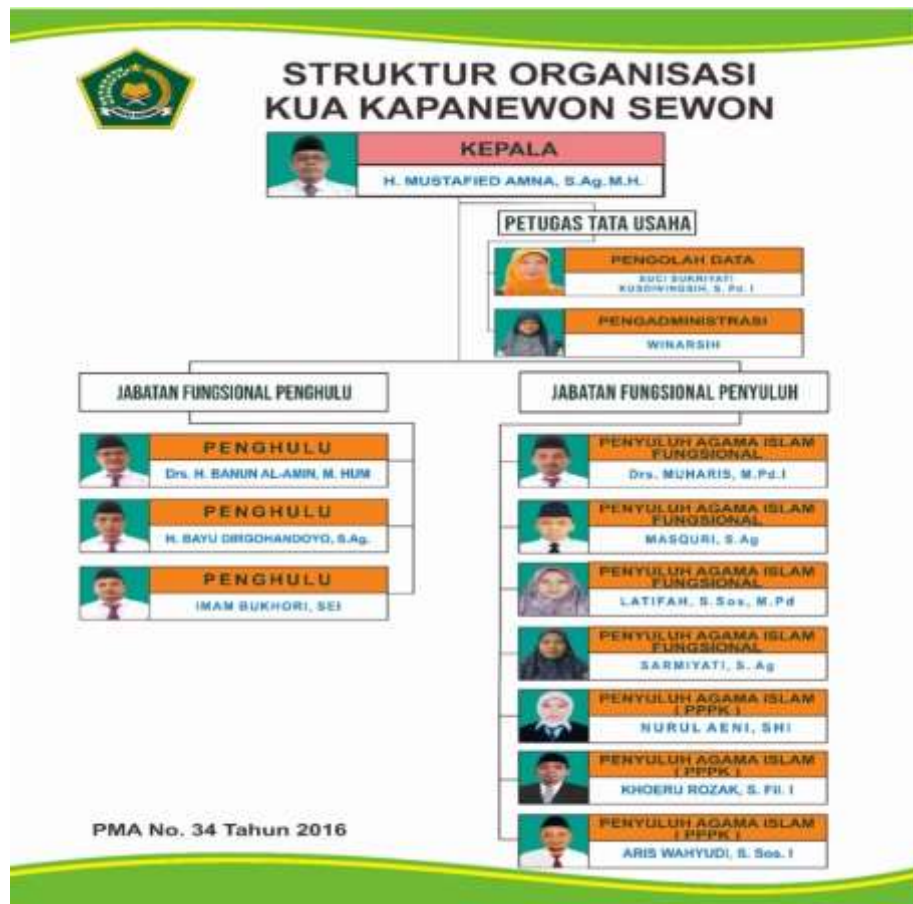 STRUKTUR ORGANISASI
KUA KAPANEWON SEWON
KEPALA
H. MUSTAFIED AMNA, S.Ag.M.H.
PETUGAS TATA USAHA
PENGOLAH DATA
SUCI SUKRIYATI
S. Pd. I
PENGADMINISTRASI
WINARSIH
JABATAN FUNGSIONAL PENGHULU
PENGHULU
Drs. H. BANUN AL-AMIN, M. HUM
PENGHULU
H. BAYU DIRGOHANDOYO, S.Ag.
PENGHULU
IMAM BUKHORI, SEI
JABATAN FUNGSIONAL PENYULUH
PENYULUH AGAMA ISLAM
FUNGSIONAL
Drs. MUHARIS, M.Pd.I
PENYULUH AGAMA ISLAM
FUNGSIONAL
MASQURI, S.Ag
PENYULUH AGAMA ISLAM
FUNGSIONAL
LATIFAH, S.Sos, M.Pd
PENYULUH AGAMA ISLAM
FUNGSIONAL
SARMIYATI, S. Ag
PENYULUH AGAMA ISLAM
( PPPK )
NURUL AENI, SHI
PENYULUH AGAMA ISLAM
( PPPK )
KHOERU ROZAK, S. Fil. I
PENYULUH AGAMA ISLAM
( PPPK )
ARIS WAHYUDI, S. Sos. I
PMA No. 34 Tahun 2016